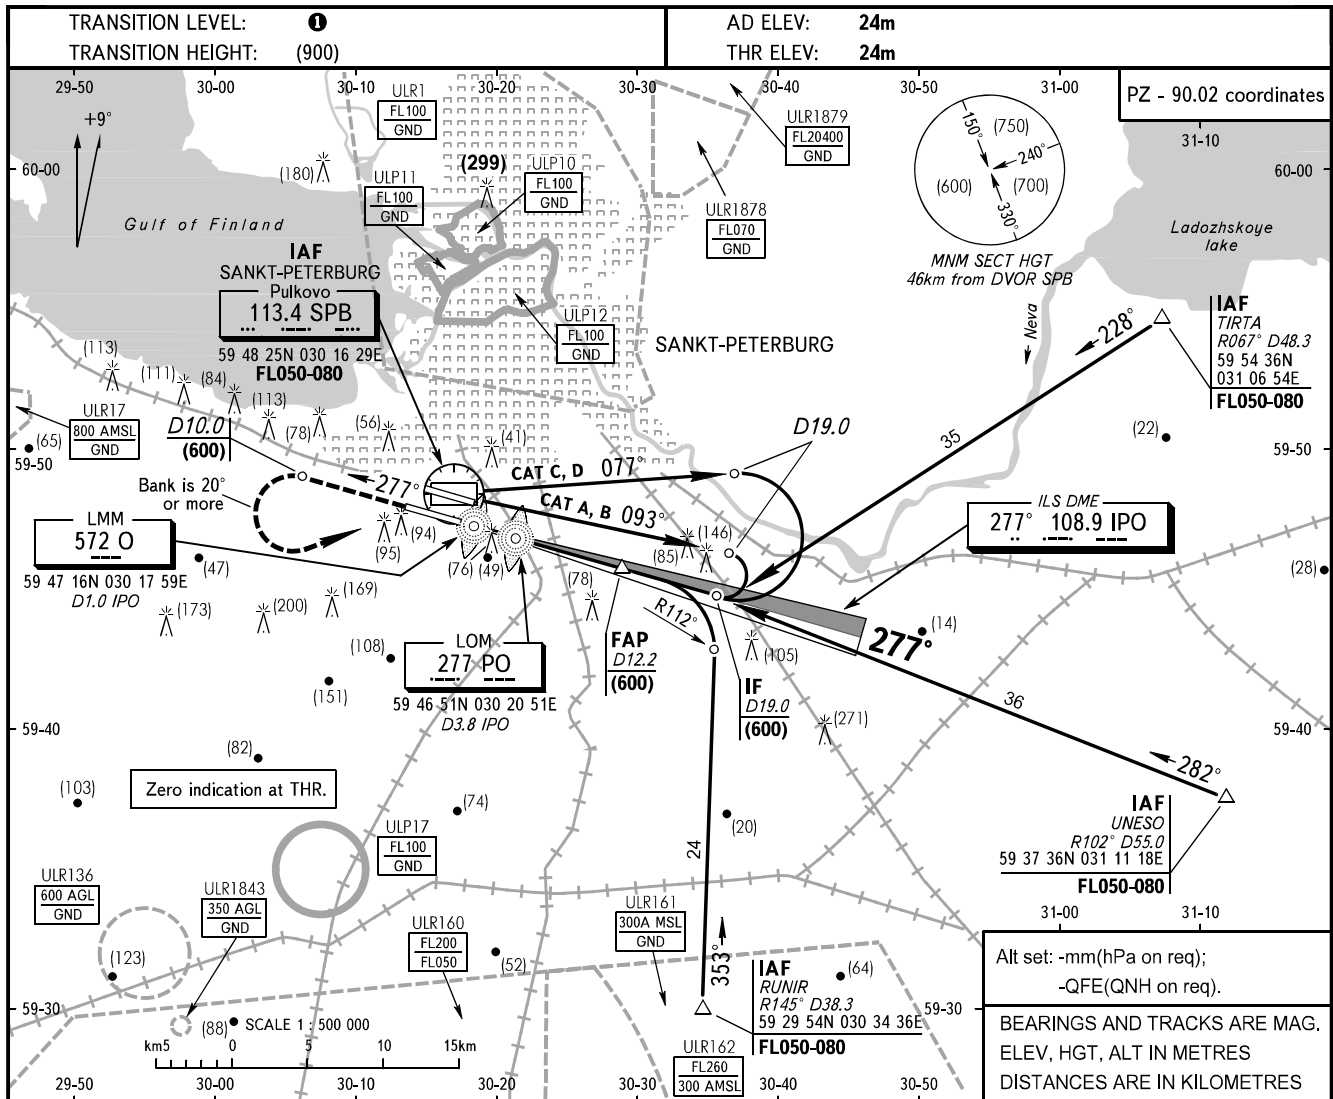 TRANSITION LEVEL: ❶
TRANSITION HEIGHT: (900)
AD ELEV: 24m
THR ELEV: 24m
29-50
30-00
30-10
30-20
30-30
30-40
30-50
31-00
31-10
PZ - 90.02 coordinates
+9°
60-00
60-00
(180)
ULR1
FL100
GND
(299)
ULP10
FL100
GND
ULP11
FL100
GND
ULR1879
FL20400
GND
ULR1878
FL070
GND
150°
(750)
240°
(600)
(700)
330°
MNM SECT HGT
46km from DVOR SPB
Ladozhskoye
lake
Gulf of Finland
IAF
SANKT-PETERBURG
Pulkovo
113.4 SPB
59 48 25N 030 16 29E
FL050-080
ULP12
FL100
GND
SANKT-PETERBURG
Neva
228°
IAF
TIRTA
R067° D48.3
59 54 36N
031 06 54E
FL050-080
(113)
(111)
(84)
(113)
(78)
(56)
(41)
ULR17
800 AMSL
GND
(65)
59-50
59-50
D10.0
(600)
Bank is 20°
or more
277°
CAT C, D 077°
CAT A, B 093°
D19.0
35
(22)
ILS DME
277° 108.9 IPO
LMM
572 O
59 47 16N 030 17 59E
D1.0 IPO
(47)
(95)
(94)
(76)
(49)
(85)
(146)
(28)
(173)
(200)
(169)
(78)
R112°
(105)
(14)
277°
(108)
(151)
LOM
277 PO
59 46 51N 030 20 51E
D3.8 IPO
FAP
D12.2
(600)
IF
D19.0
(600)
36
(271)
59-40
59-40
(82)
Zero indication at THR.
(103)
(74)
(20)
24
282°
IAF
UNESO
R102° D55.0
59 37 36N 031 11 18E
FL050-080
ULP17
FL100
GND
ULR136
600 AGL
GND
ULR1843
350 AGL
GND
ULR160
FL200
FL050
ULR161
300A MSL
GND
31-00
31-10
(123)
(52)
353°
IAF
RUNIR
R145° D38.3
59 29 54N 030 34 36E
FL050-080
(64)
Alt set: -mm(hPa on req);
-QFE(QNH on req).
59-30
59-30
(88)
SCALE 1 : 500 000
km5
0
5
10
15km
ULR162
FL260
300 AMSL
BEARINGS AND TRACKS ARE MAG.
ELEV, HGT, ALT IN METRES
DISTANCES ARE IN KILOMETRES
29-50
30-00
30-10
30-20
30-30
30-40
30-50